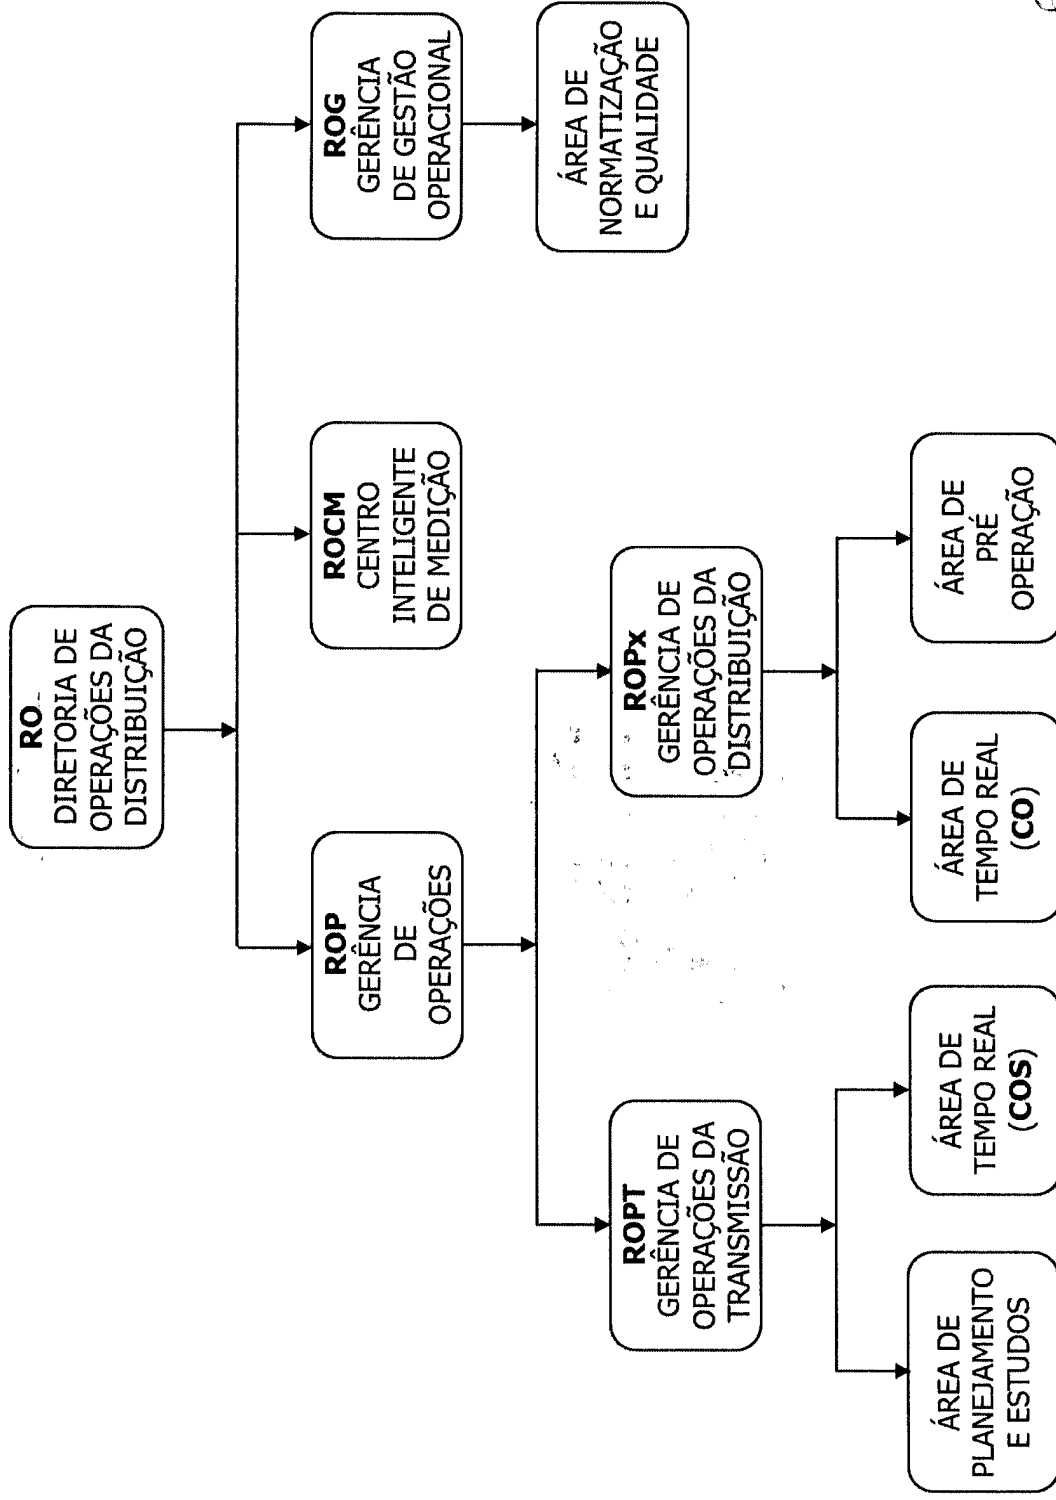 RO
DIRETORIA DE
OPERAÇÕES DA
DISTRIBUIÇÃO
ROP
GERÊNCIA
DE
OPERAÇÕES
ROCM
CENTRO
INTELIGENTE
DE MEDIÇÃO
ROG
GERÊNCIA
DE GESTÃO
OPERACIONAL
ÁREA DE
NORMATIZAÇÃO
E QUALIDADE
ROPT
GERÊNCIA DE
OPERAÇÕES DA
TRANSMISSÃO
ROPx
GERÊNCIA DE
OPERAÇÕES DA
DISTRIBUIÇÃO
ÁREA DE
PLANEJAMENTO
E ESTUDOS
ÁREA DE
TEMPO REAL
(COS)
ÁREA DE
TEMPO REAL
(CO)
ÁREA DE
PRÉ
OPERAÇÃO